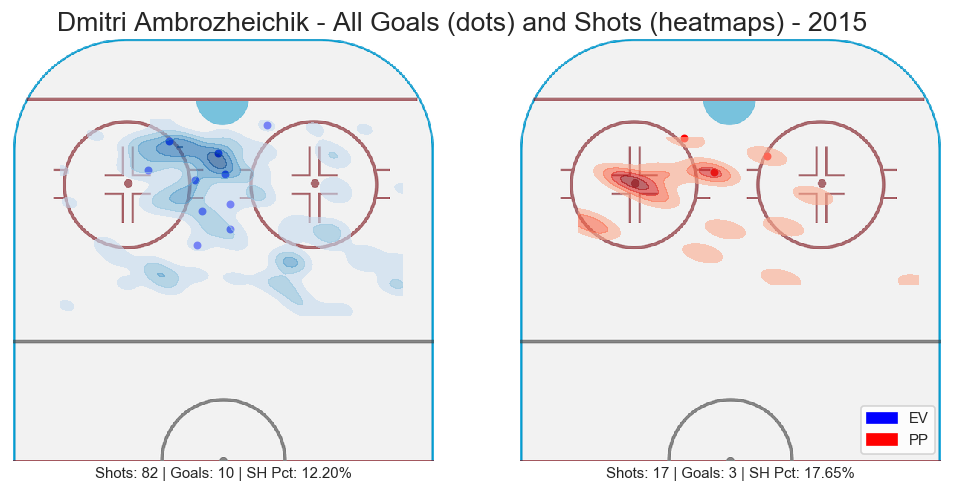 Dmitri Ambrozheichik - All Goals (dots) and Shots (heatmaps) - 2015
EV
PP
Shots: 82 | Goals: 10 | SH Pct: 12.20%
Shots: 17 | Goals: 3 | SH Pct: 17.65%